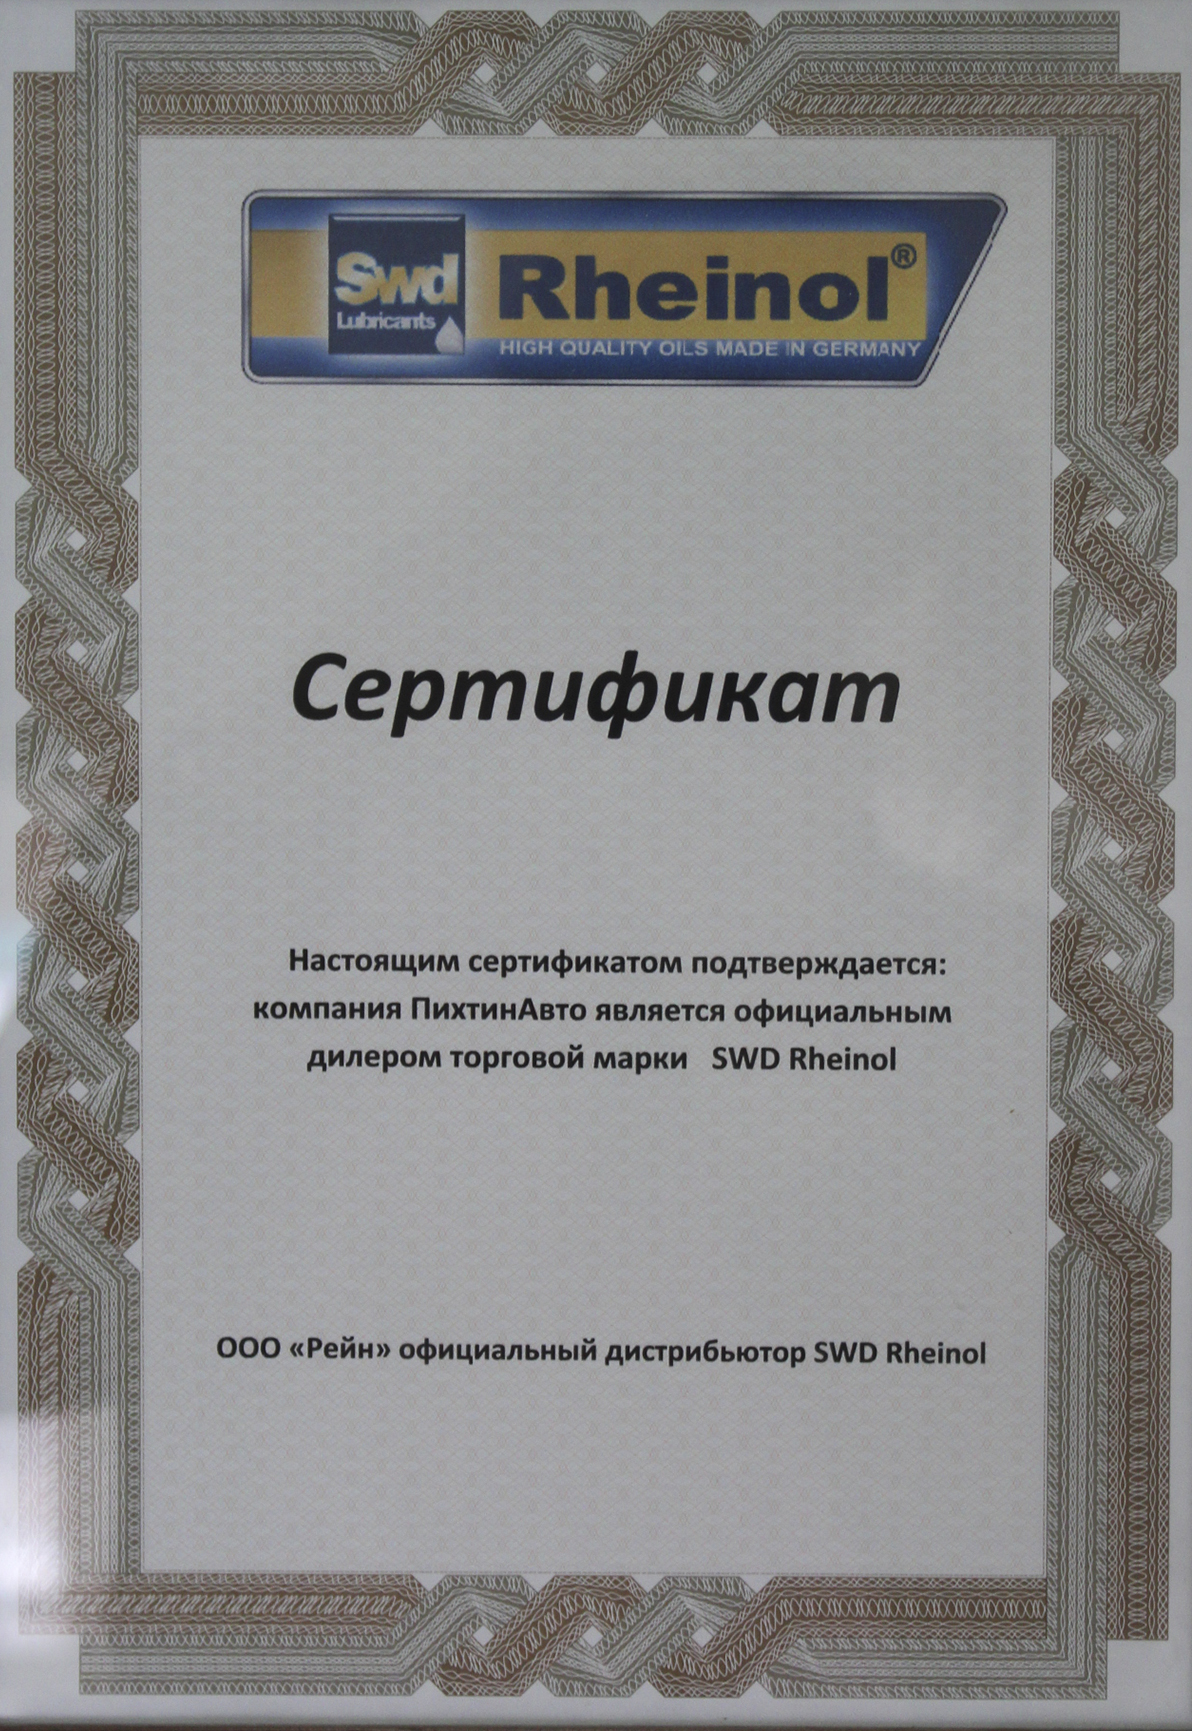 Swd
Lubricants
Rheinol®
HIGH QUALITY OILS MADE IN GERMANY
Сертификат
Настоящим сертификатом подтверждается:
компания ПихтинАвто является официальным
дилером торговой марки SWD Rheinol
ООО «Рейн» официальный дистрибьютор SWD Rheinol